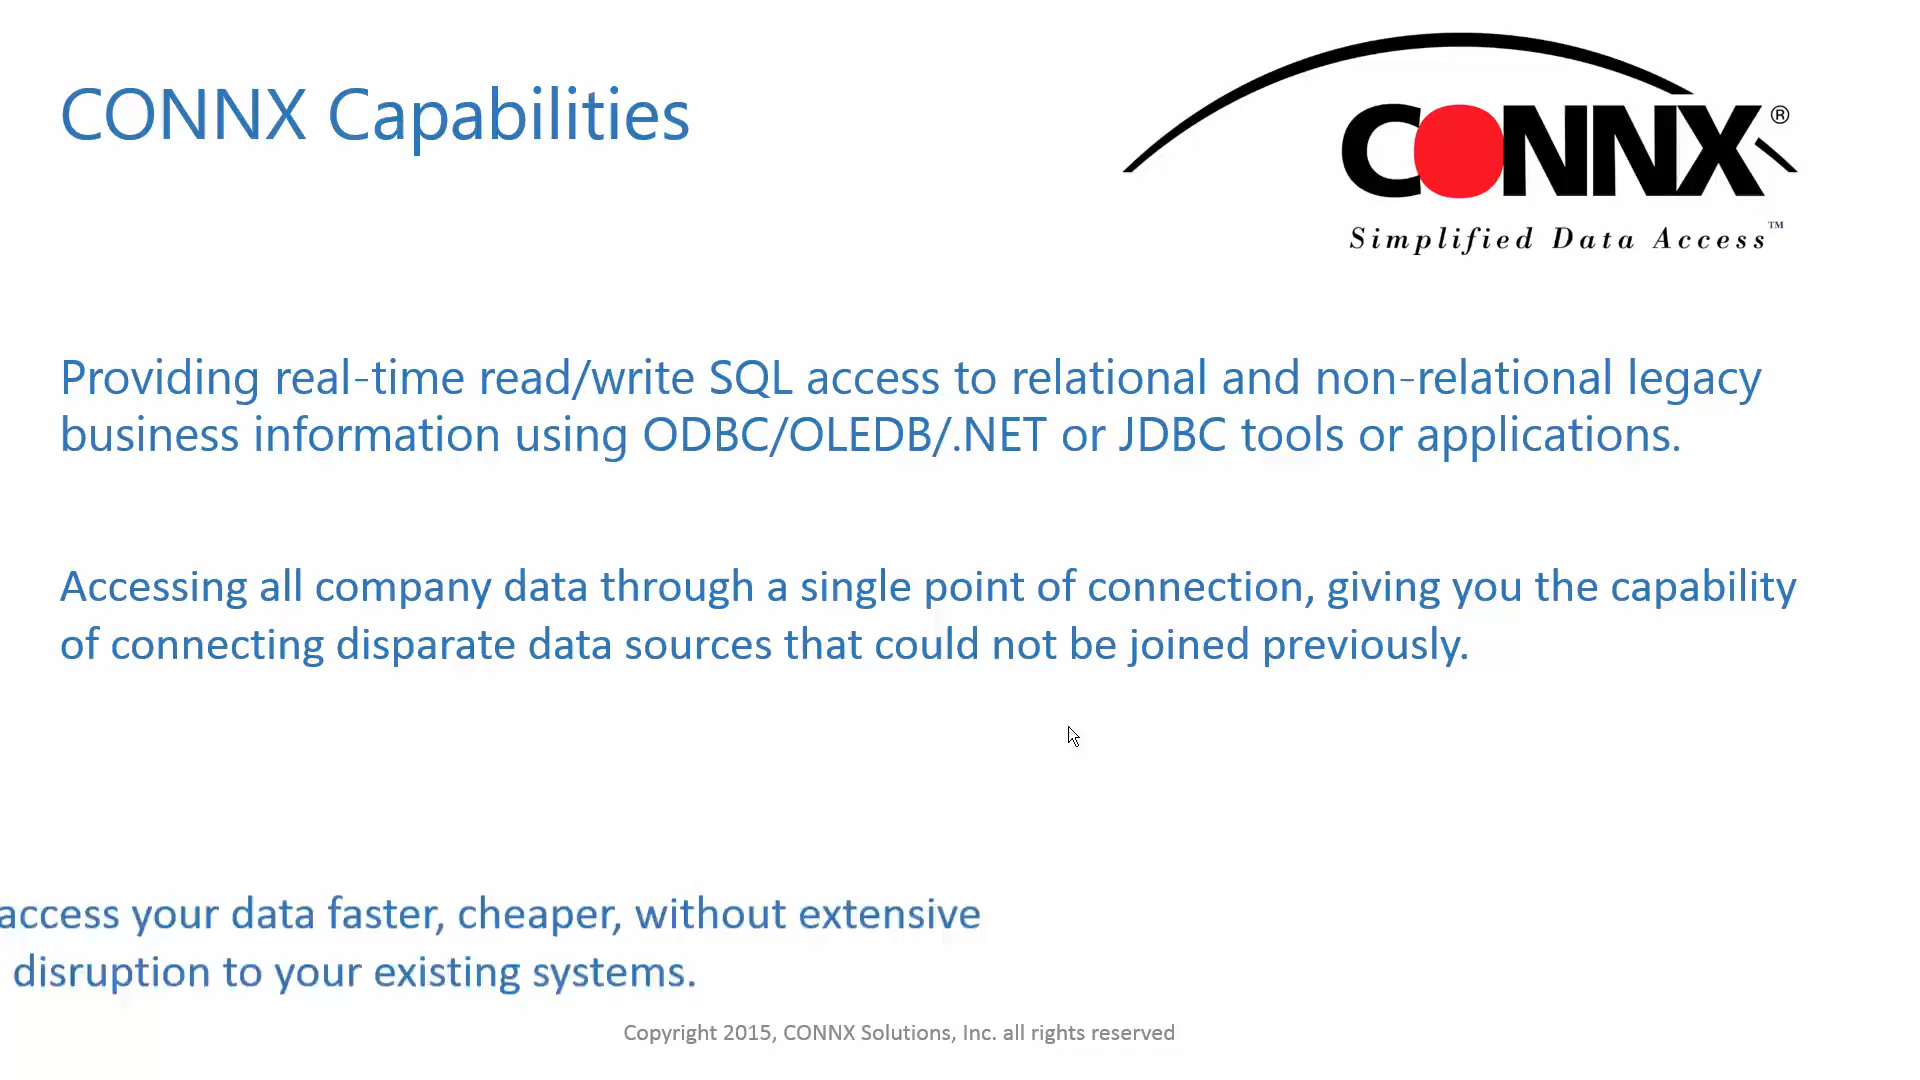 CONNX Capabilities
CONNX®
Simplified Data Access™
Providing real-time read/write SQL access to relational and non-relational legacy
business information using ODBC/OLEDB/.NET or JDBC tools or applications.
Accessing all company data through a single point of connection, giving you the capability
of connecting disparate data sources that could not be joined previously.
access your data faster, cheaper, without extensive
disruption to your existing systems.
Copyright 2015, CONNX Solutions, Inc. all rights reserved